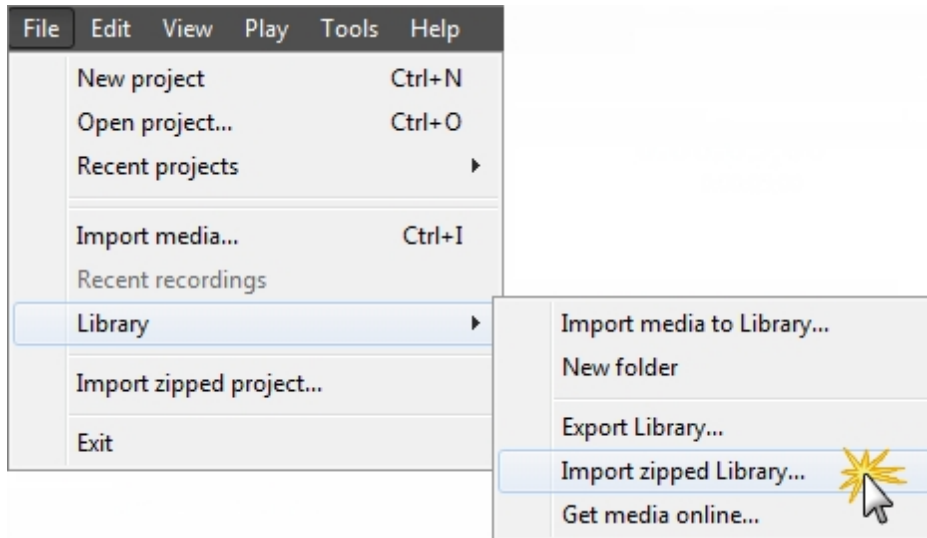 File Edit View Play Tools Help
New project Ctrl+N
Open project... Ctrl+O
Recent projects
Import media... Ctrl+I
Recent recordings
Library
Import zipped project...
Exit
Import media to Library...
New folder
Export Library...
Import zipped Library...
Get media online...